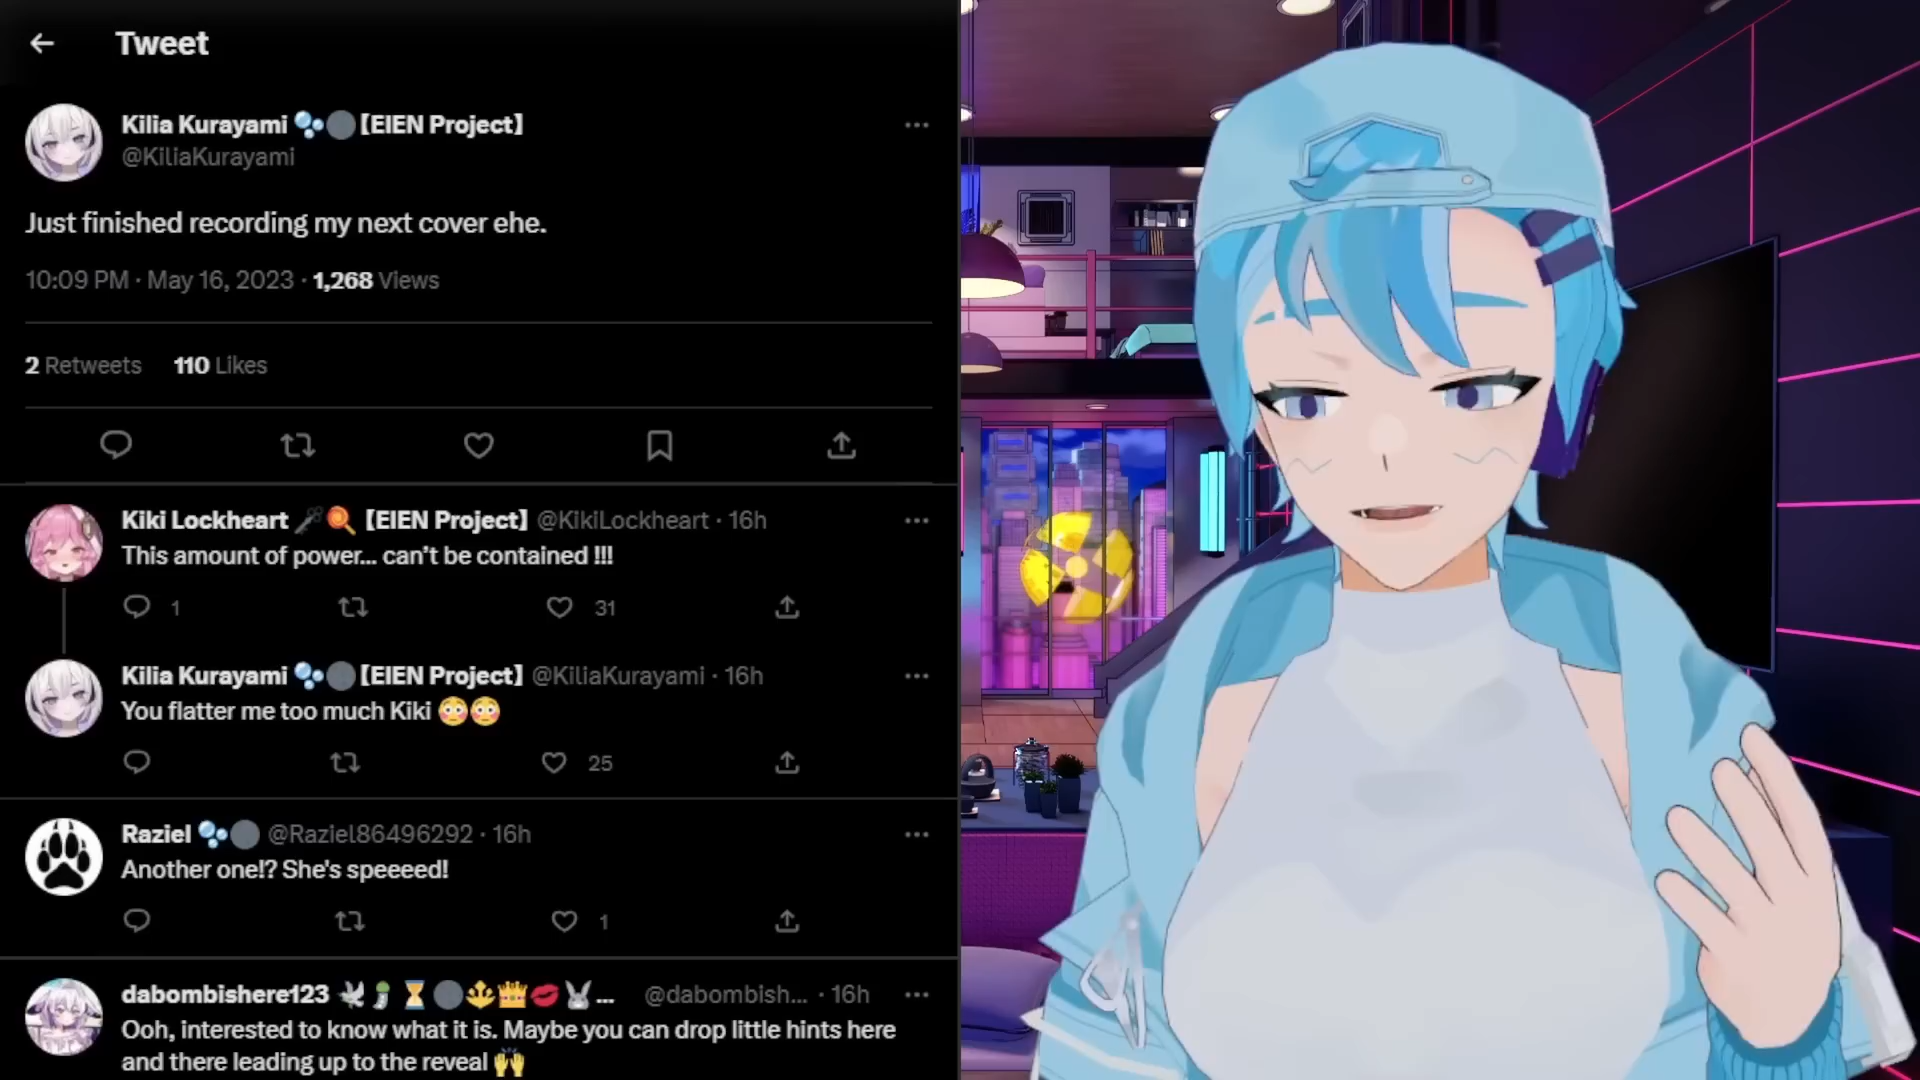 Tweet
Kilia Kurayami 🫧🌑【EIEN Project】
@KiliaKurayami
Just finished recording my next cover ehe.
10:09 PM · May 16, 2023 · 1,268 Views
2 Retweets 110 Likes
Kiki Lockheart 🗝️🍭【EIEN Project】 @KikiLockheart · 16h
This amount of power... can't be contained !!!
1 31
Kilia Kurayami 🫧🌑【EIEN Project】 @KiliaKurayami · 16h
You flatter me too much Kiki 😳😳
25
Raziel 🫧🌑 @Raziel86496292 · 16h
Another one!? She's speeeed!
1
dabombishere123 ... @dabombish... · 16h
Ooh, interested to know what it is. Maybe you can drop little hints here
and there leading up to the reveal 🙌